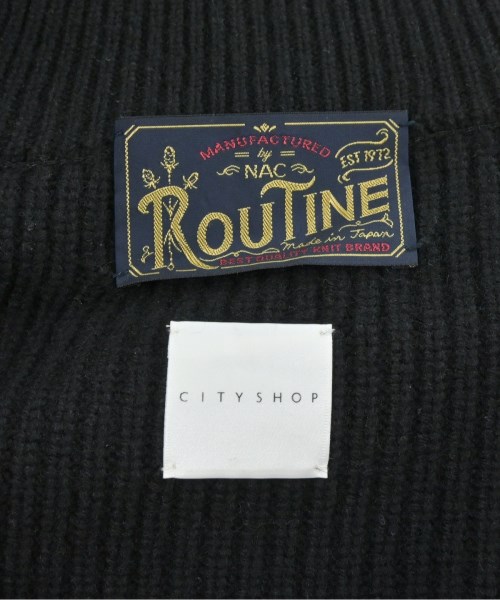 MANUFACTURED
by
NAC
EST 1972
ROUTINE
made in Japan
BEST QUALITY KNIT BRAND
CITYSHOP